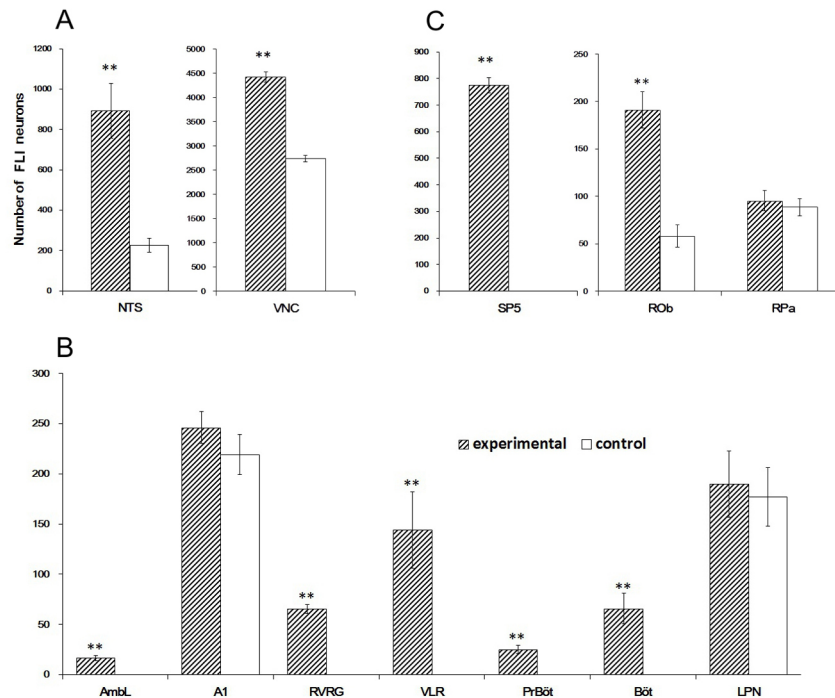 A
C
Number of FLI neurons
1200
1000
800
600
400
200
0
**
NTS
5000
4500
4000
3500
3000
2500
2000
1500
1000
500
0
**
VNC
900
800
700
600
500
400
300
200
100
0
**
SP5
250
200
150
100
50
0
**
ROb
RPa
B
300
250
200
150
100
50
0
experimental
control
**
**
**
**
**
AmbL
A1
RVRG
VLR
PrBöt
Böt
LPN